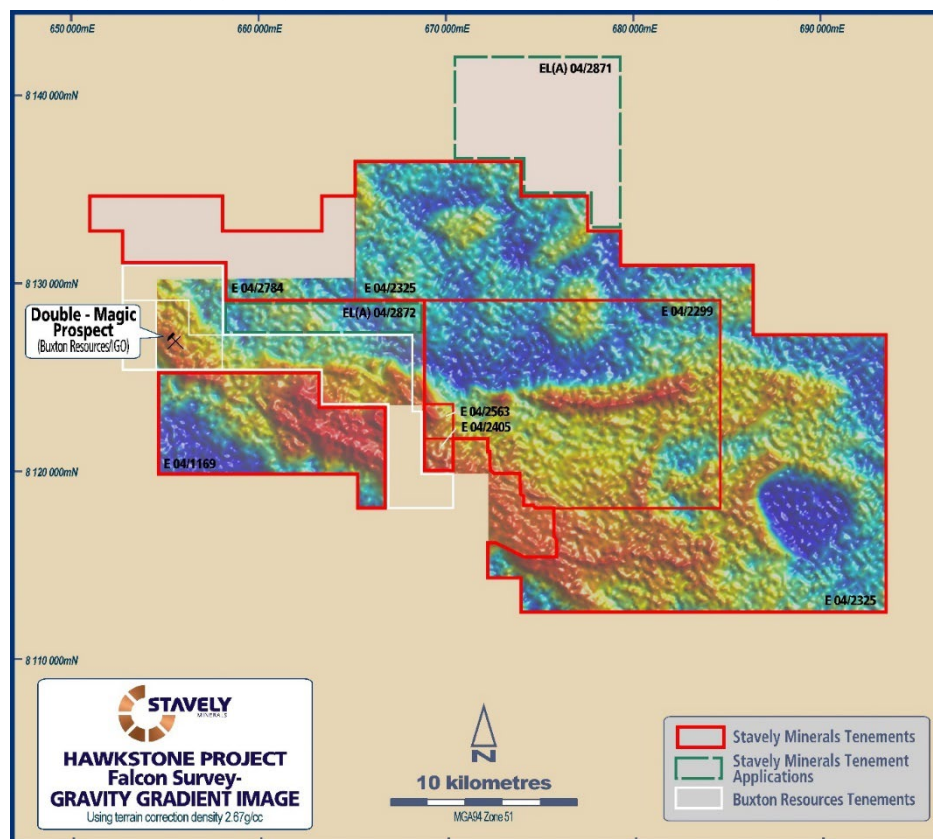 650 000mE
660 000mE
670 000mE
680 000mE
690 000mE
8 140 000mN
EL(A) 04/2871
8 130 000mN
E 04/2784
E 04/2325
E 04/2299
EL(A) 04/2872
Double - Magic
Prospect
(Buxton Resources/IGO)
E 04/2563
E 04/2405
E 04/1169
8 120 000mN
E 04/2325
8 110 000mN
STAVELY
MINERALS
HAWKSTONE PROJECT
Falcon Survey-
GRAVITY GRADIENT IMAGE
Using terrain correction density 2.67g/cc
N
10 kilometres
MGA94 Zone 51
Stavely Minerals Tenements
Stavely Minerals Tenement
Applications
Buxton Resources Tenements